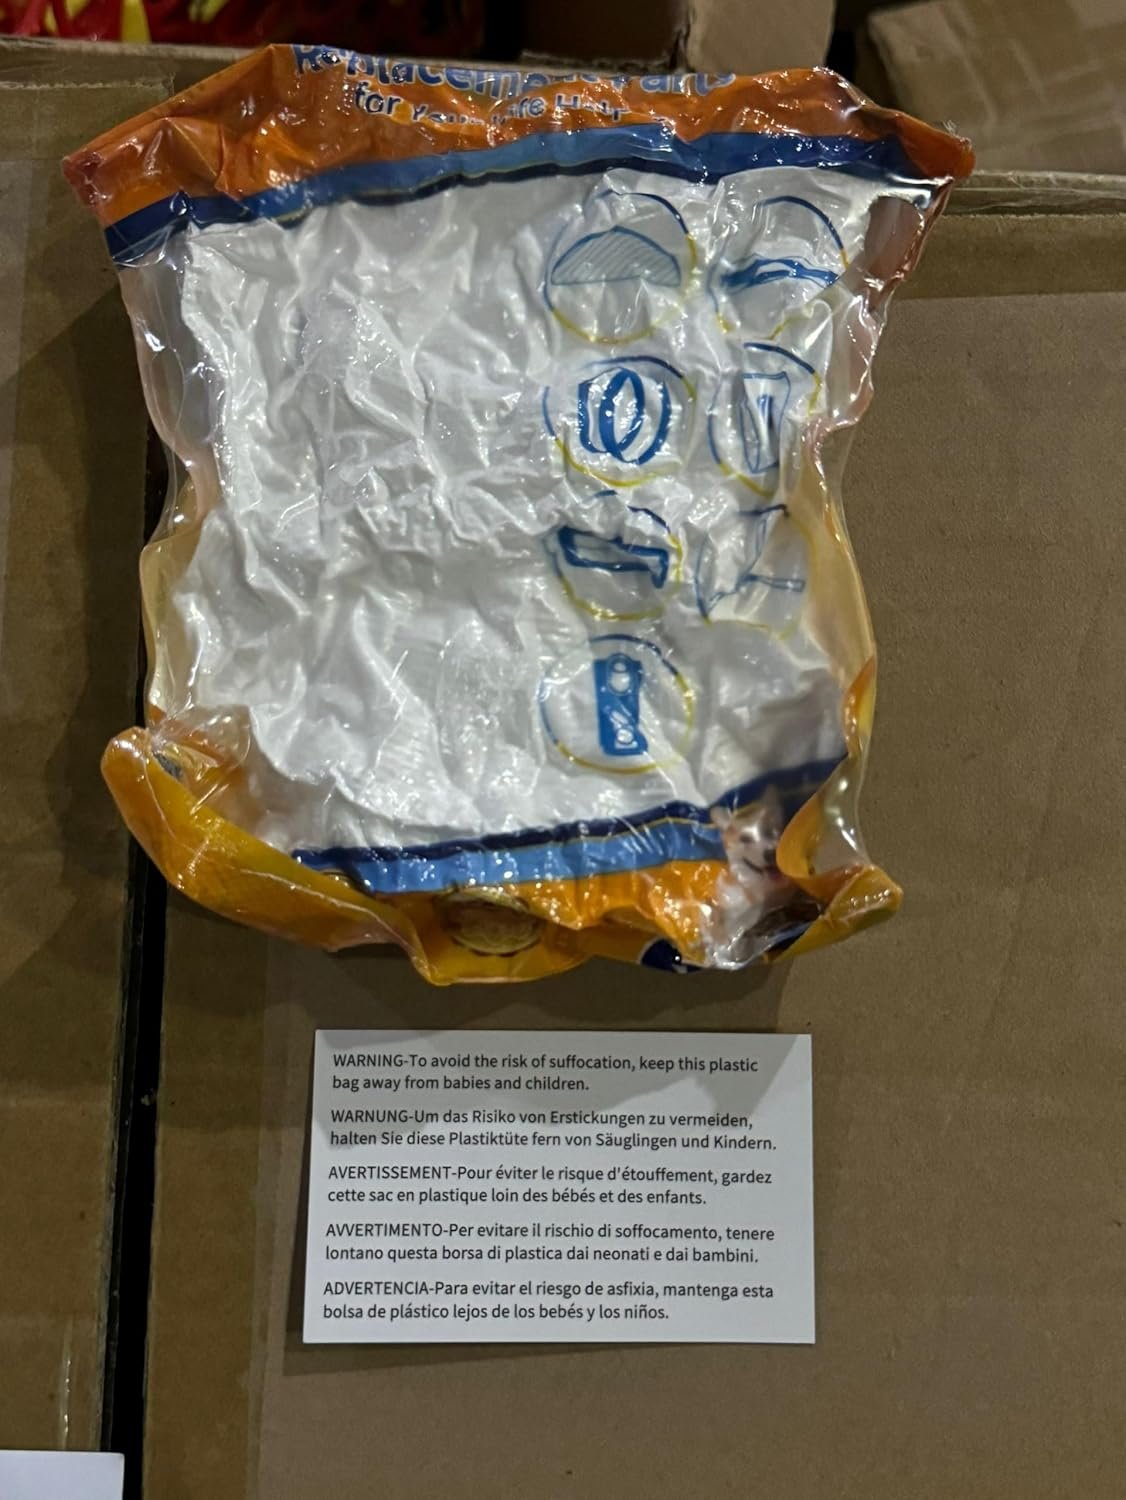 Replacement Parts
for Your
WARNING-To avoid the risk of suffocation, keep this plastic
bag away from babies and children.
WARNUNG-Um das Risiko von Erstickungen zu vermeiden,
halten Sie diese Plastiktüte fern von Säuglingen und Kindern.
AVERTISSEMENT-Pour éviter le risque d'étouffement, gardez
cette sac en plastique loin des bébés et des enfants.
AVVERTIMENTO-Per evitare il rischio di soffocamento, tenere
lontano questa borsa di plastica dai neonati e dai bambini.
ADVERTENCIA-Para evitar el riesgo de asfixia, mantenga esta
bolsa de plástico lejos de los bebés y los niños.